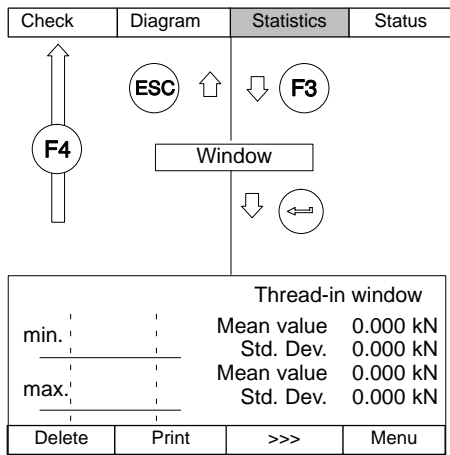 Check Diagram Statistics Status
ESC F3
F4
Window
Thread-in window
min. Mean value 0.000 kN
Std. Dev. 0.000 kN
max. Mean value 0.000 kN
Std. Dev. 0.000 kN
Delete Print >>> Menu